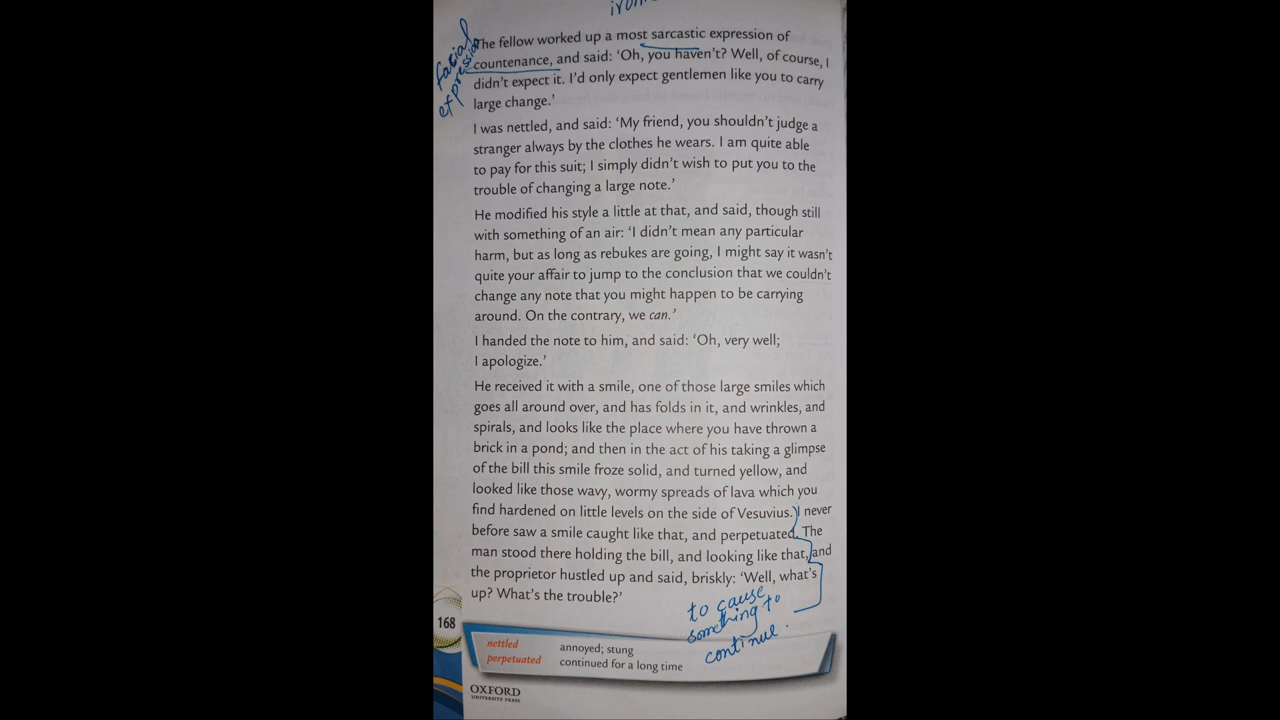 The fellow worked up a most sarcastic expression of
countenance, and said: ‘Oh, you haven’t? Well, of course, I
didn’t expect it. I’d only expect gentlemen like you to carry
large change.’
facial
expression
I was nettled, and said: ‘My friend, you shouldn’t judge a
stranger always by the clothes he wears. I am quite able
to pay for this suit; I simply didn’t wish to put you to the
trouble of changing a large note.’
He modified his style a little at that, and said, though still
with something of an air: ‘I didn’t mean any particular
harm, but as long as rebukes are going, I might say it wasn’t
quite your affair to jump to the conclusion that we couldn’t
change any note that you might happen to be carrying
around. On the contrary, we can.’
I handed the note to him, and said: ‘Oh, very well;
I apologize.’
He received it with a smile, one of those large smiles which
goes all around over, and has folds in it, and wrinkles, and
spirals, and looks like the place where you have thrown a
brick in a pond; and then in the act of his taking a glimpse
of the bill this smile froze solid, and turned yellow, and
looked like those wavy, wormy spreads of lava which you
find hardened on little levels on the side of Vesuvius. I never
before saw a smile caught like that, and perpetuated. The
man stood there holding the bill, and looking like that, and
the proprietor hustled up and said, briskly: ‘Well, what’s
up? What’s the trouble?’
to cause
something to
continue.
168
nettled annoyed; stung
perpetuated continued for a long time
OXFORD
UNIVERSITY PRESS